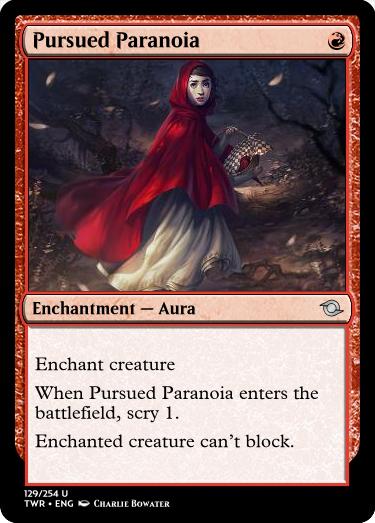 Pursued Paranoia
Enchantment — Aura
Enchant creature
When Pursued Paranoia enters the
battlefield, scry 1.
Enchanted creature can't block.
129/254 U
TWR • ENG Charlie Bowater